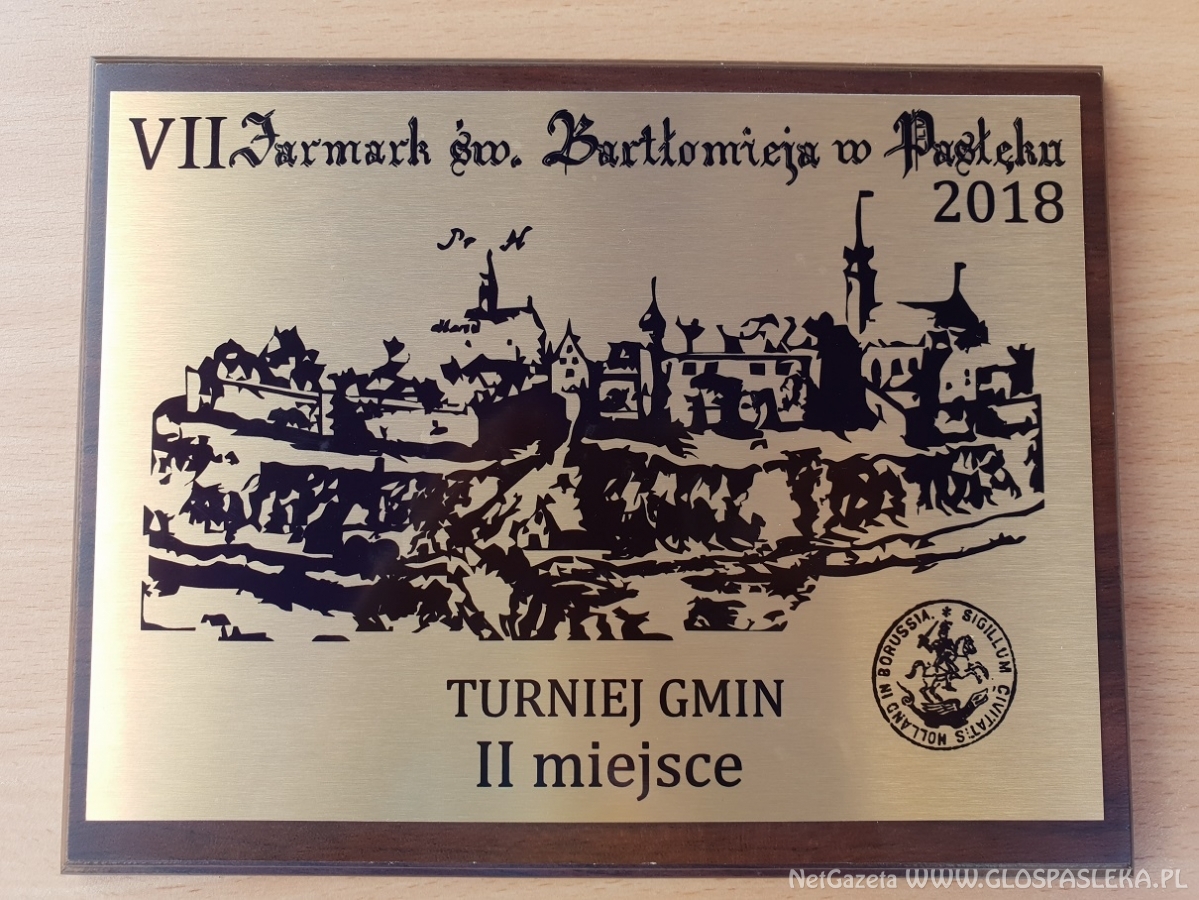 VII Jarmark św. Bartłomieja w Pasłęku
2018
Pr H
TURNIEJ GMIN
II miejsce
* SIGILLUM CIVITATIS HOLLAND IN BORUSSIA.
NetGazeta WWW.GLOSPASLEKA.PL